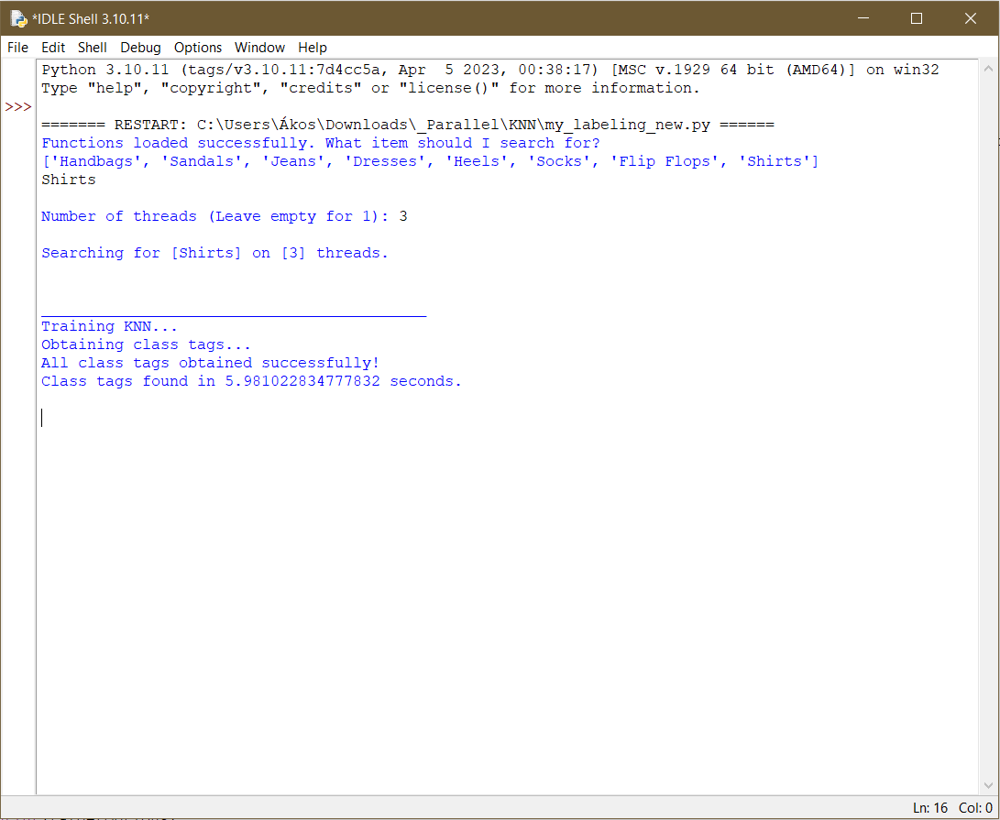 *IDLE Shell 3.10.11*
File Edit Shell Debug Options Window Help
Python 3.10.11 (tags/v3.10.11:7d4cc5a, Apr  5 2023, 00:38:17) [MSC v.1929 64 bit (AMD64)] on win32
Type "help", "copyright", "credits" or "license()" for more information.
>>>
======= RESTART: C:\Users\Ákos\Downloads\_Parallel\KNN\my_labeling_new.py ======
Functions loaded successfully. What item should I search for?
['Handbags', 'Sandals', 'Jeans', 'Dresses', 'Heels', 'Socks', 'Flip Flops', 'Shirts']
Shirts
Number of threads (Leave empty for 1): 3
Searching for [Shirts] on [3] threads.
__________________________________________
Training KNN...
Obtaining class tags...
All class tags obtained successfully!
Class tags found in 5.981022834777832 seconds.
Ln: 16 Col: 0